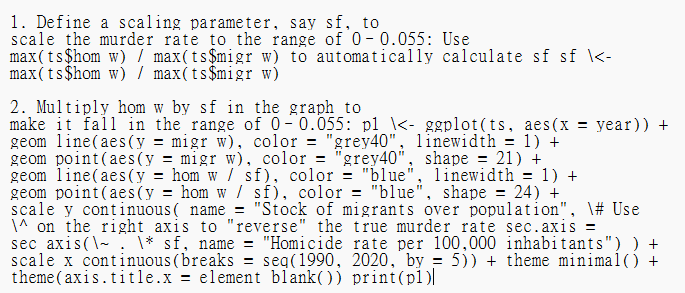 1. Define a scaling parameter, say sf, to
scale the murder rate to the range of 0-0.055: Use
max(ts$hom w) / max(ts$migr w) to automatically calculate sf sf \<-
max(ts$hom w) / max(ts$migr w)
2. Multiply hom w by sf in the graph to
make it fall in the range of 0-0.055: p1 \<- ggplot(ts, aes(x = year)) +
geom line(aes(y = migr w), color = "grey40", linewidth = 1) +
geom point(aes(y = migr w), color = "grey40", shape = 21) +
geom line(aes(y = hom w / sf), color = "blue", linewidth = 1) +
geom point(aes(y = hom w / sf), color = "blue", shape = 24) +
scale y continuous( name = "Stock of migrants over population", \# Use
\^ on the right axis to "reverse" the true murder rate sec.axis =
sec axis(\~ . \* sf, name = "Homicide rate per 100,000 inhabitants") ) +
scale x continuous(breaks = seq(1990, 2020, by = 5)) + theme minimal() +
theme(axis.title.x = element blank()) print(p1)